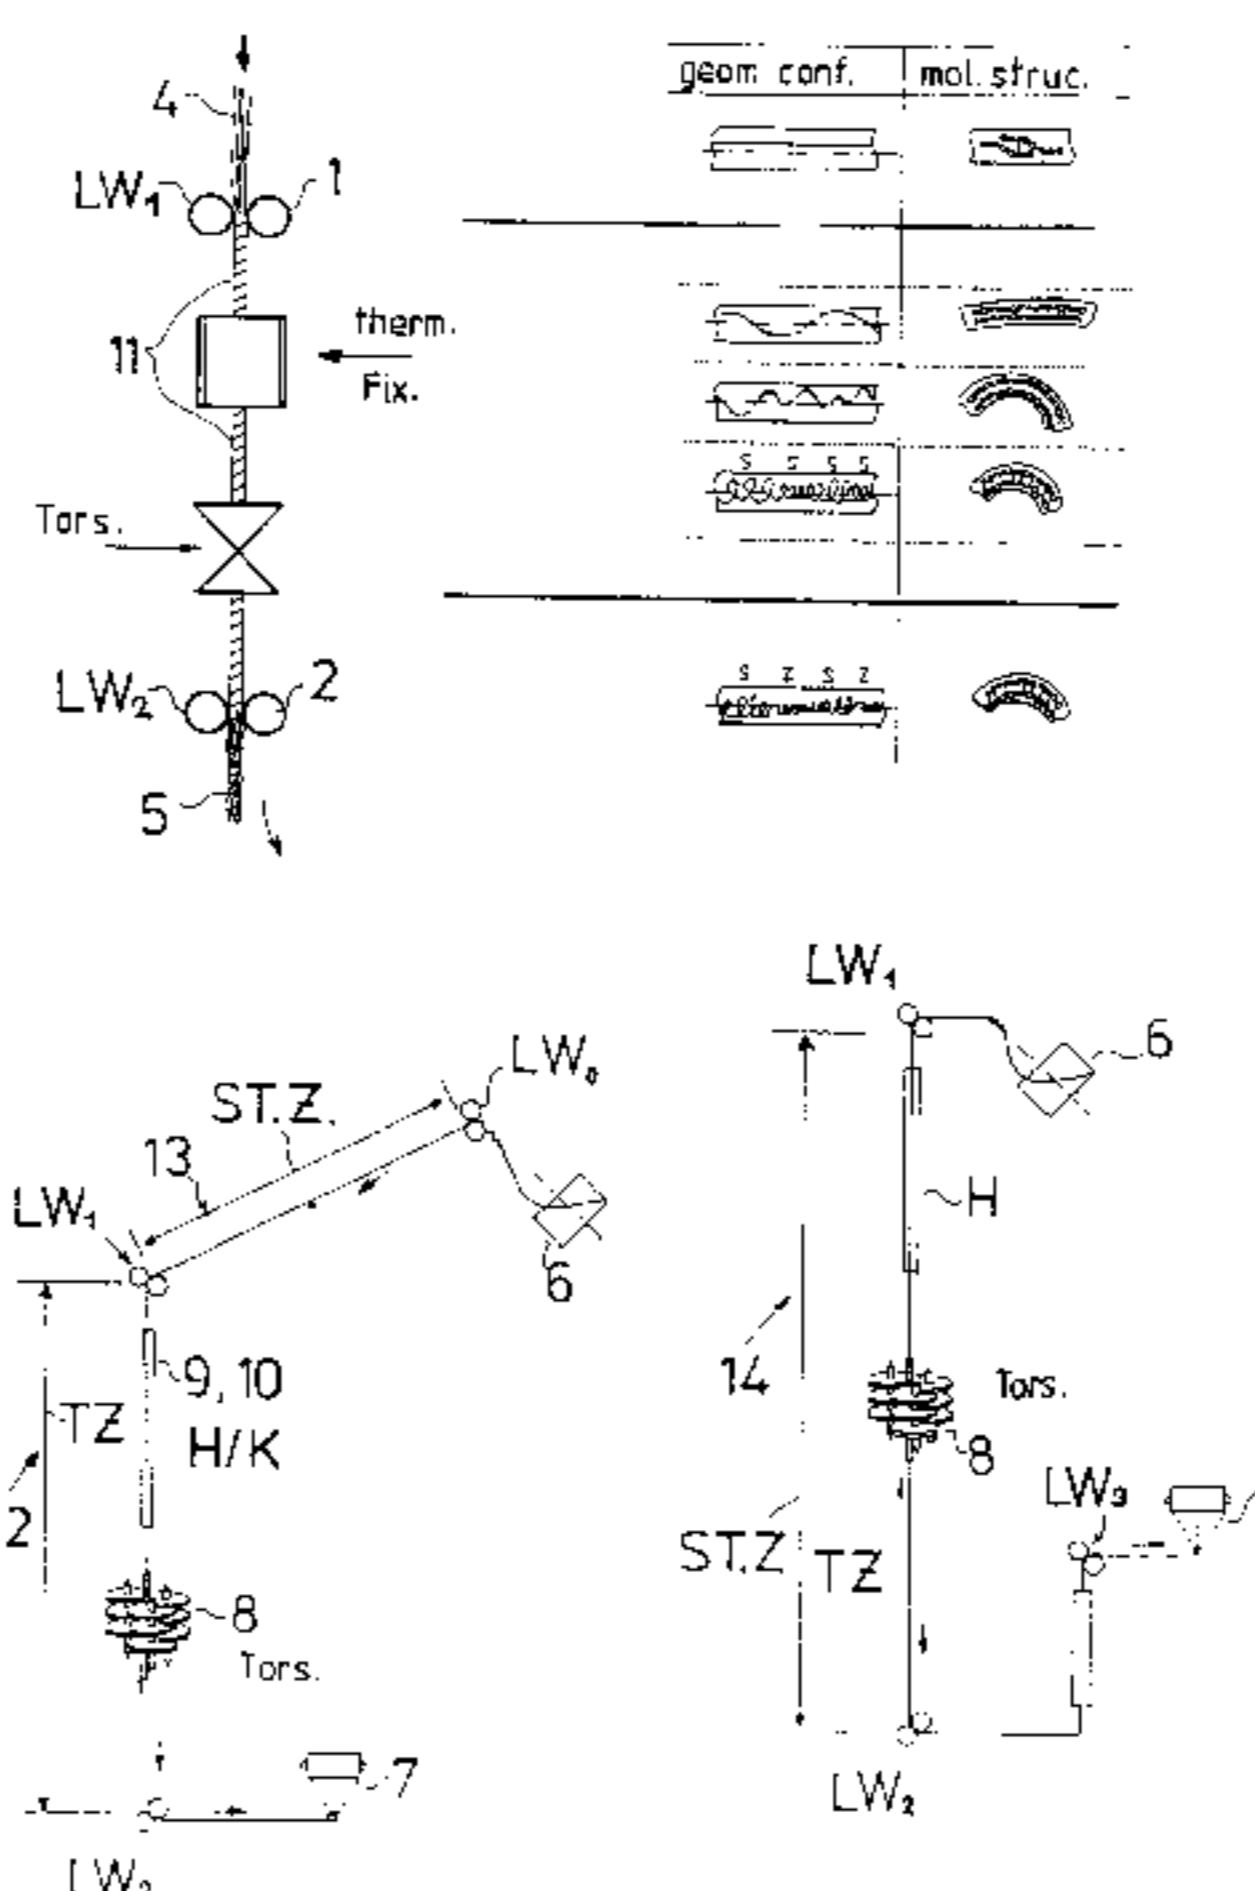 geom conf. mol. struc.
4
LW₁
1
11
therm.
Fix.
S S S S
Tors.
LW₂
2
S Z S Z
5
LW₁
LW₀
6
ST.Z.
13
LW₁
6
H
9, 10
14
Tors.
TZ
H/K
8
LW₃
2
ST.Z TZ
8
Tors.
7
LW₂